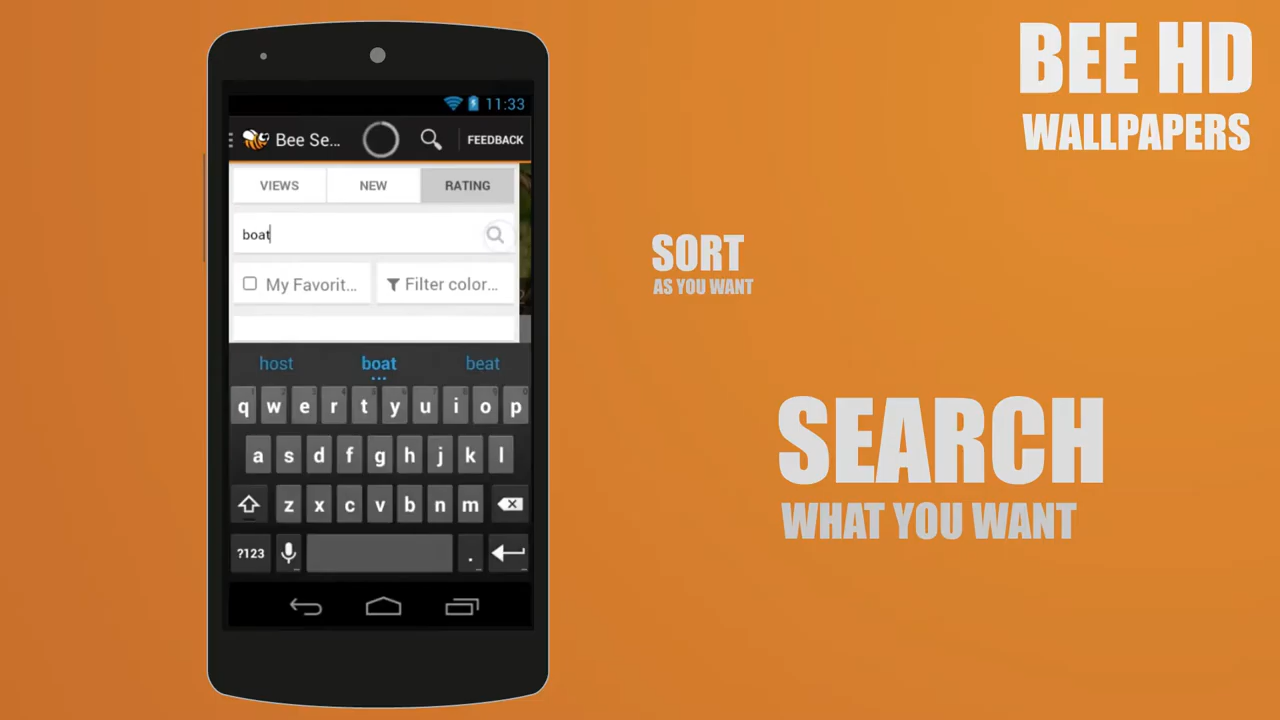 BEE HD
WALLPAPERS
11:33
Bee Se...
FEEDBACK
VIEWS NEW RATING
boat
My Favorit...
Filter color...
SORT
AS YOU WANT
host boat beat
q w e r t y u i o p
a s d f g h j k l
z x c v b n m
?123 .
SEARCH
WHAT YOU WANT